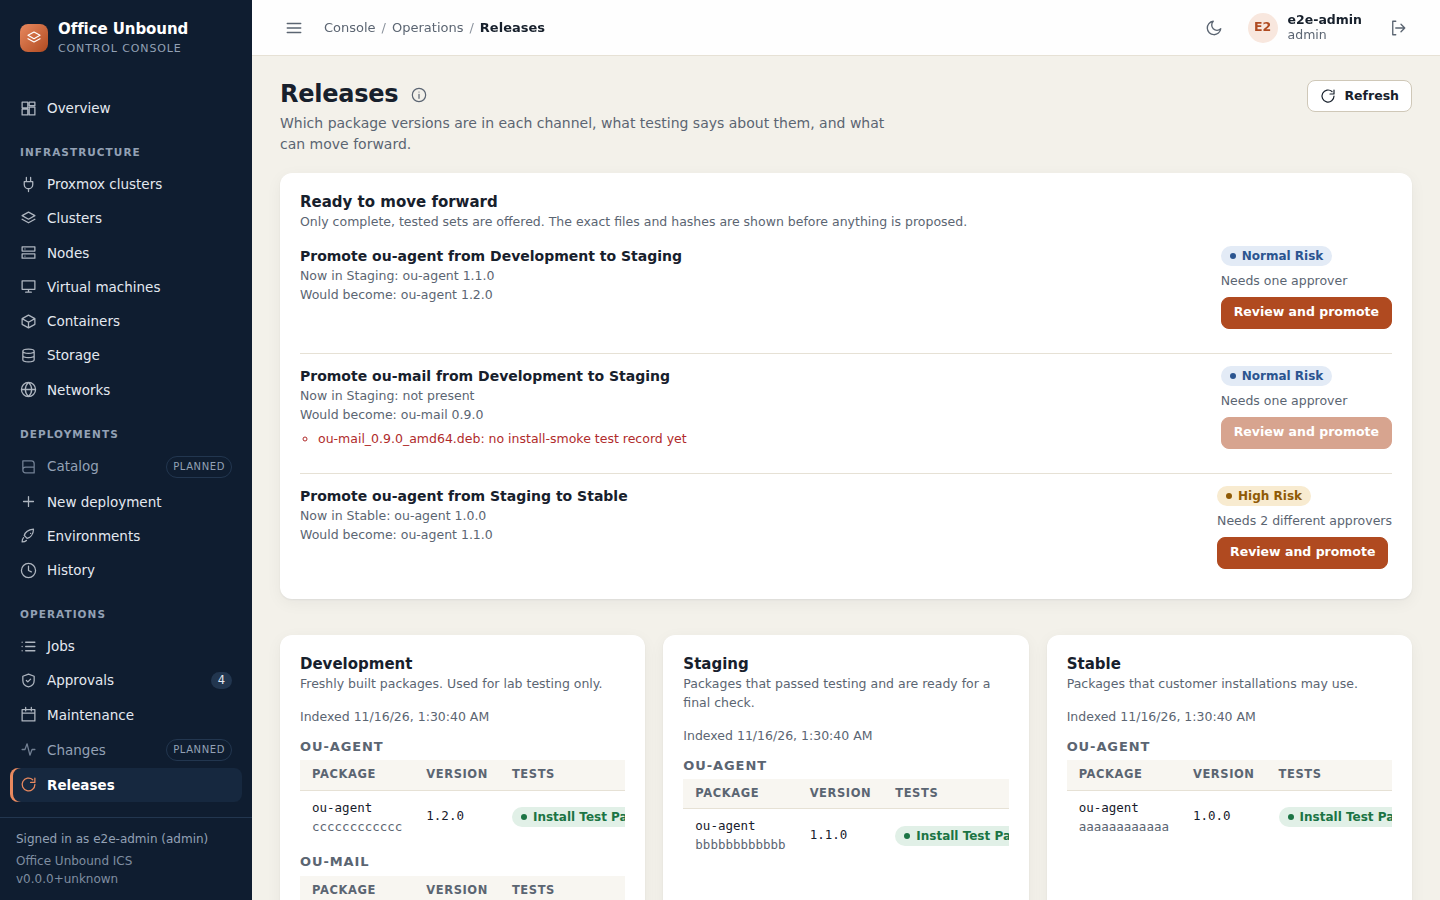 Office Unbound
CONTROL CONSOLE
Overview
INFRASTRUCTURE
Proxmox clusters
Clusters
Nodes
Virtual machines
Containers
Storage
Networks
DEPLOYMENTS
Catalog PLANNED
New deployment
Environments
History
OPERATIONS
Jobs
Approvals 4
Maintenance
Changes PLANNED
Releases
Signed in as e2e-admin (admin)
Office Unbound ICS
v0.0.0+unknown
Console / Operations / Releases
E2 e2e-admin
admin
Releases
Refresh
Which package versions are in each channel, what testing says about them, and what
can move forward.
Ready to move forward
Only complete, tested sets are offered. The exact files and hashes are shown before anything is proposed.
Promote ou-agent from Development to Staging
Now in Staging: ou-agent 1.1.0
Would become: ou-agent 1.2.0
Normal Risk
Needs one approver
Review and promote
Promote ou-mail from Development to Staging
Now in Staging: not present
Would become: ou-mail 0.9.0
ou-mail_0.9.0_amd64.deb: no install-smoke test record yet
Normal Risk
Needs one approver
Review and promote
Promote ou-agent from Staging to Stable
Now in Stable: ou-agent 1.0.0
Would become: ou-agent 1.1.0
High Risk
Needs 2 different approvers
Review and promote
Development
Freshly built packages. Used for lab testing only.
Indexed 11/16/26, 1:30:40 AM
OU-AGENT
PACKAGE VERSION TESTS
ou-agent
cccccccccccc
1.2.0 Install Test Pa
OU-MAIL
PACKAGE VERSION TESTS
Staging
Packages that passed testing and are ready for a
final check.
Indexed 11/16/26, 1:30:40 AM
OU-AGENT
PACKAGE VERSION TESTS
ou-agent
bbbbbbbbbbbb
1.1.0 Install Test Pa
Stable
Packages that customer installations may use.
Indexed 11/16/26, 1:30:40 AM
OU-AGENT
PACKAGE VERSION TESTS
ou-agent
aaaaaaaaaaaa
1.0.0 Install Test Pa